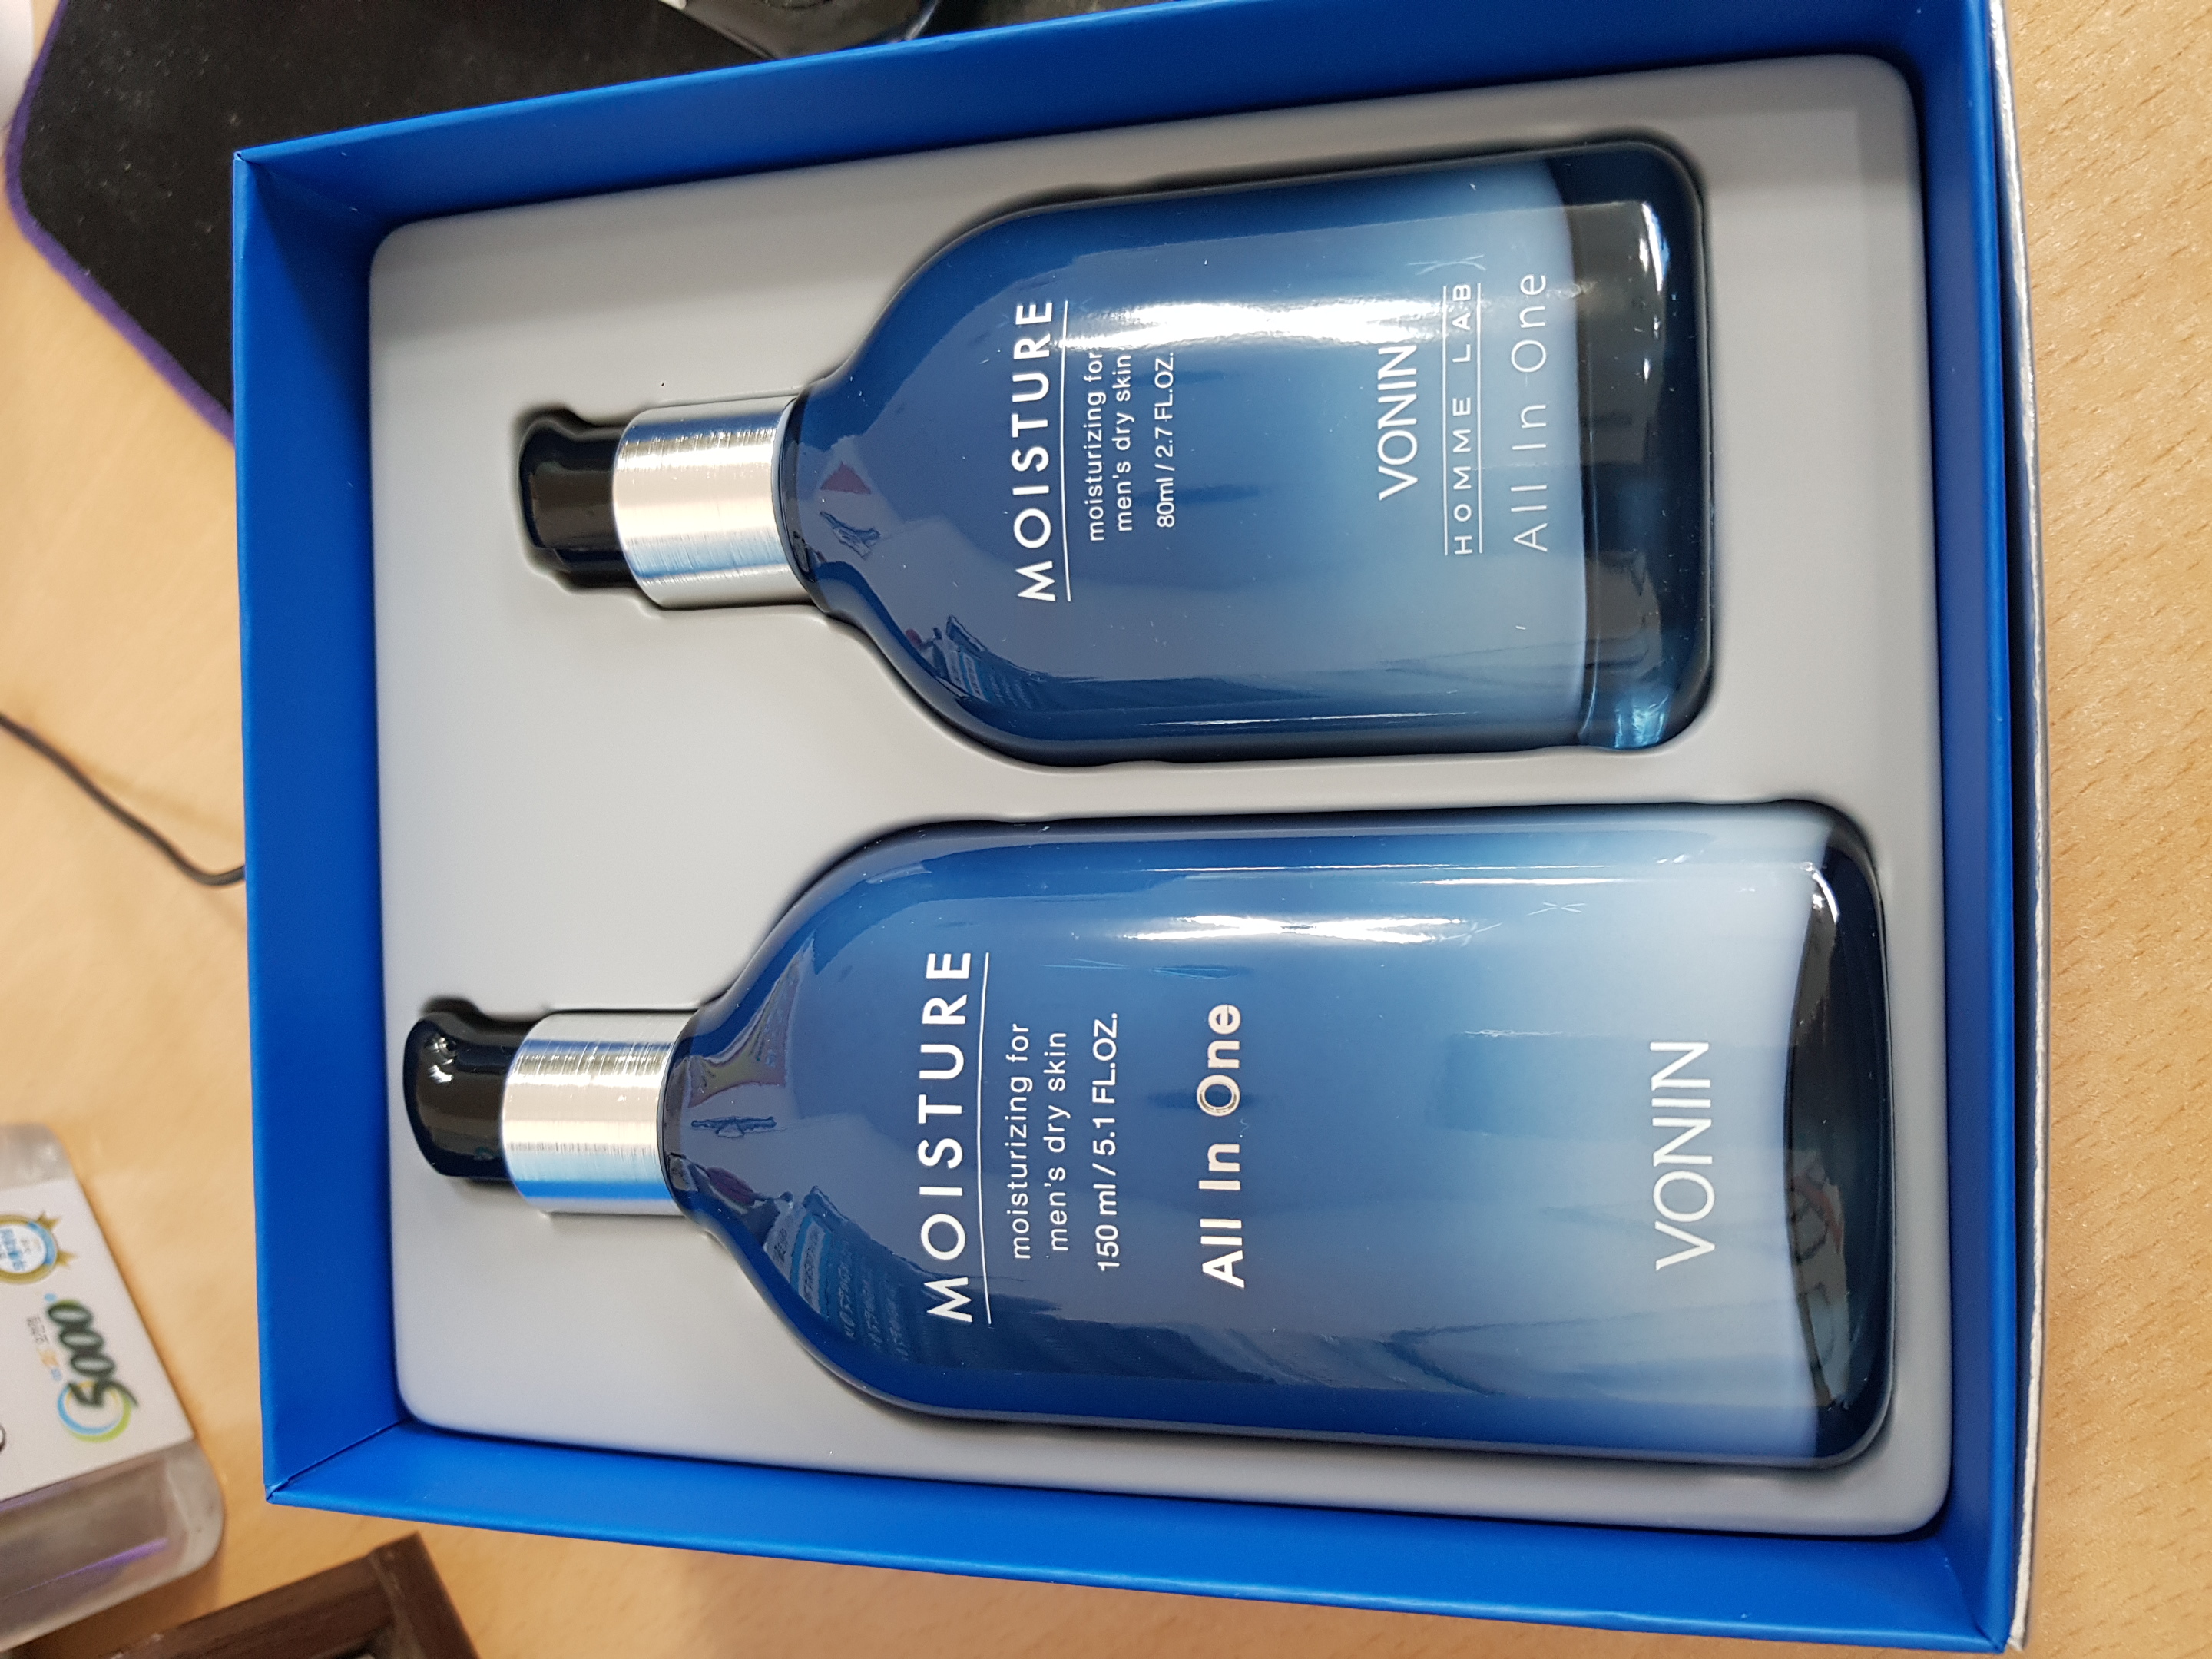 MOISTURE
moisturizing for
men's dry skin
150 ml / 5.1 FL.OZ.
All In One
VONIN
MOISTURE
moisturizing for
men's dry skin
80ml / 2.7 FL.OZ.
VONIN
HOMME LAB
All In One
5000